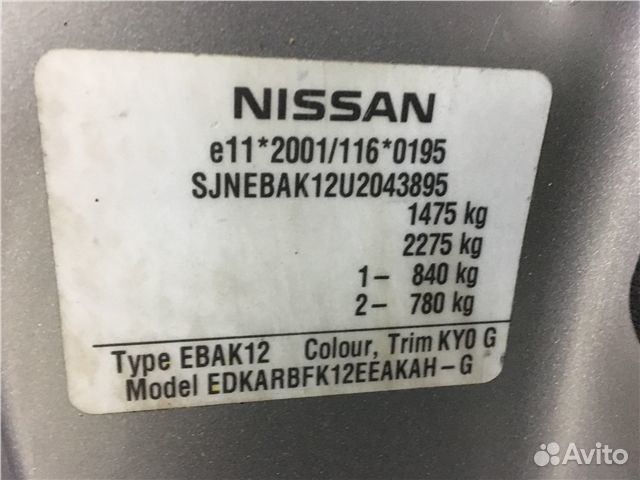 NISSAN
e11*2001/116*0195
SJNEBAK12U2043895
1475 kg
2275 kg
1– 840 kg
2– 780 kg
Type EBAK12 Colour, Trim KY0 G
Model EDKARBFK12EEAKAH–G
Avito